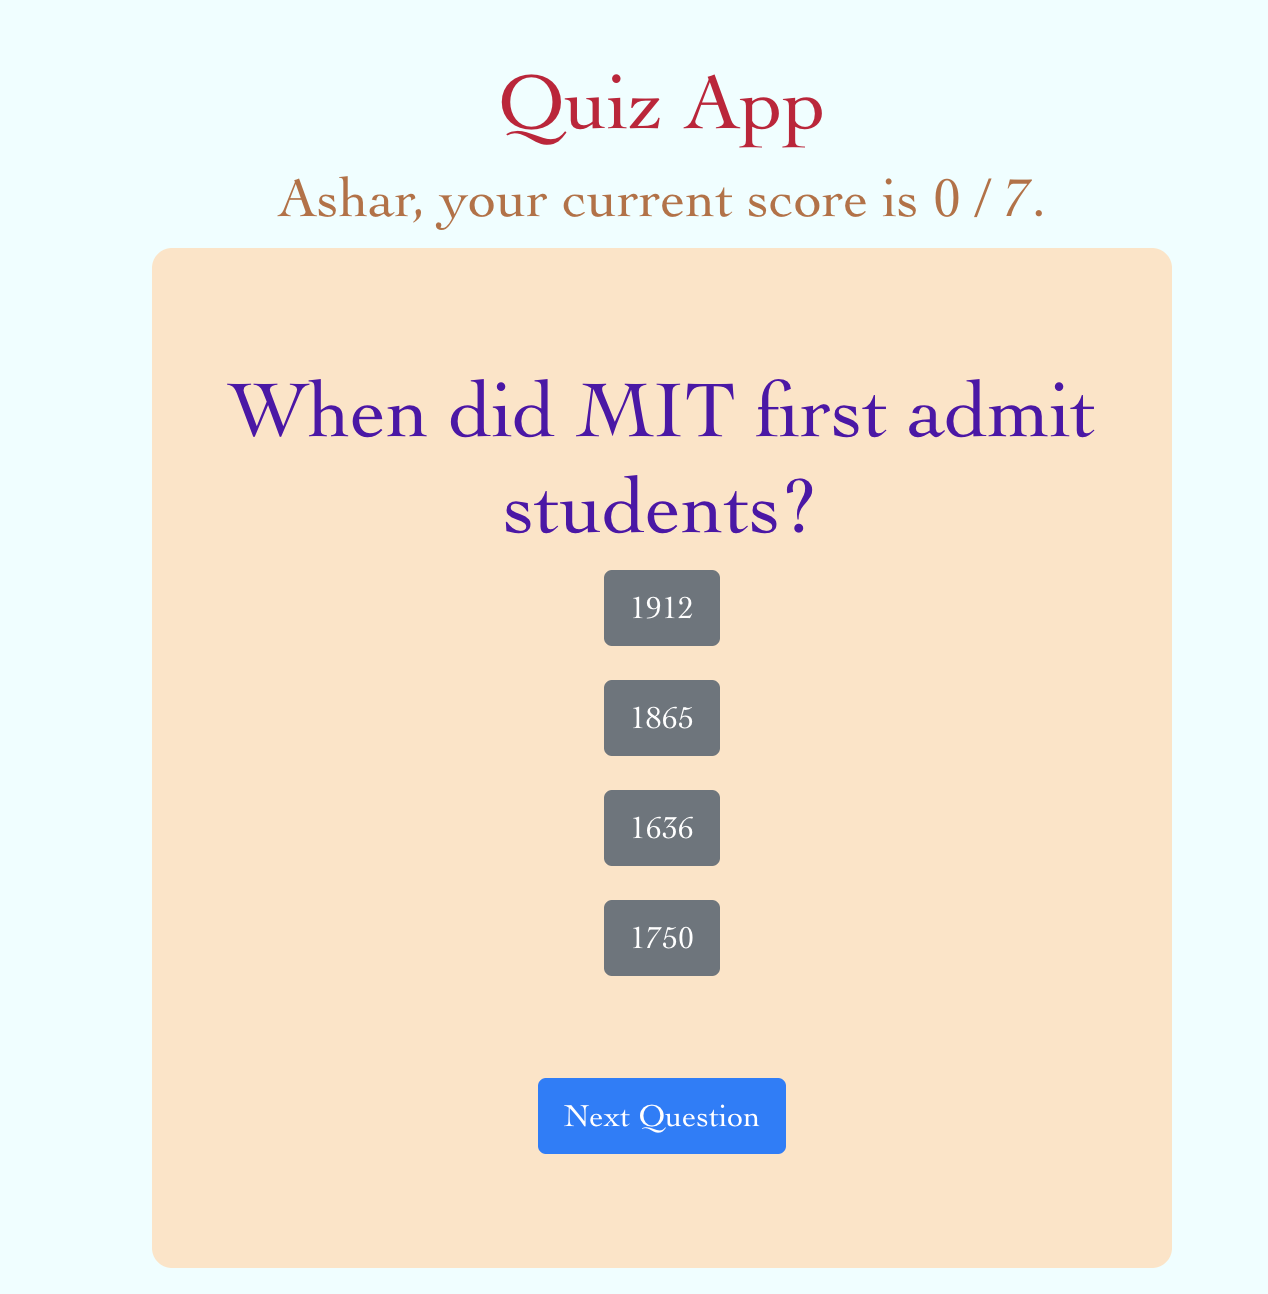 Quiz App
Ashar, your current score is 0 / 7.
When did MIT first admit
students?
1912
1865
1636
1750
Next Question